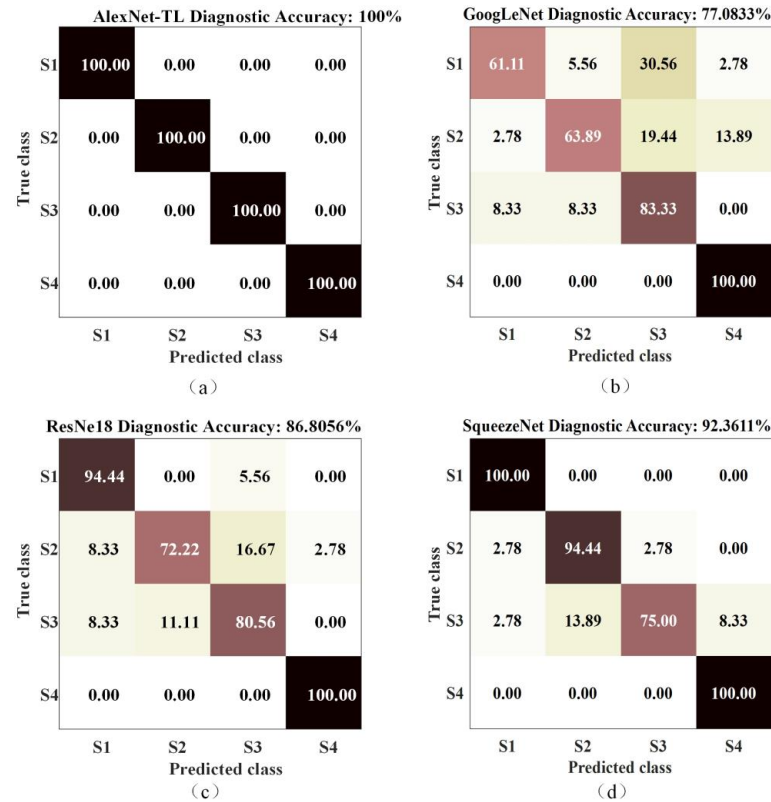 AlexNet-TL Diagnostic Accuracy: 100%
S1 100.00 0.00 0.00 0.00
S2 0.00 100.00 0.00 0.00
S3 0.00 0.00 100.00 0.00
S4 0.00 0.00 0.00 100.00
True class
S1 S2 S3 S4
Predicted class
（a）
GoogLeNet Diagnostic Accuracy: 77.0833%
S1 61.11 5.56 30.56 2.78
S2 2.78 63.89 19.44 13.89
S3 8.33 8.33 83.33 0.00
S4 0.00 0.00 0.00 100.00
True class
S1 S2 S3 S4
Predicted class
（b）
ResNe18 Diagnostic Accuracy: 86.8056%
S1 94.44 0.00 5.56 0.00
S2 8.33 72.22 16.67 2.78
S3 8.33 11.11 80.56 0.00
S4 0.00 0.00 0.00 100.00
True class
S1 S2 S3 S4
Predicted class
（c）
SqueezeNet Diagnostic Accuracy: 92.3611%
S1 100.00 0.00 0.00 0.00
S2 2.78 94.44 2.78 0.00
S3 2.78 13.89 75.00 8.33
S4 0.00 0.00 0.00 100.00
True class
S1 S2 S3 S4
Predicted class
（d）